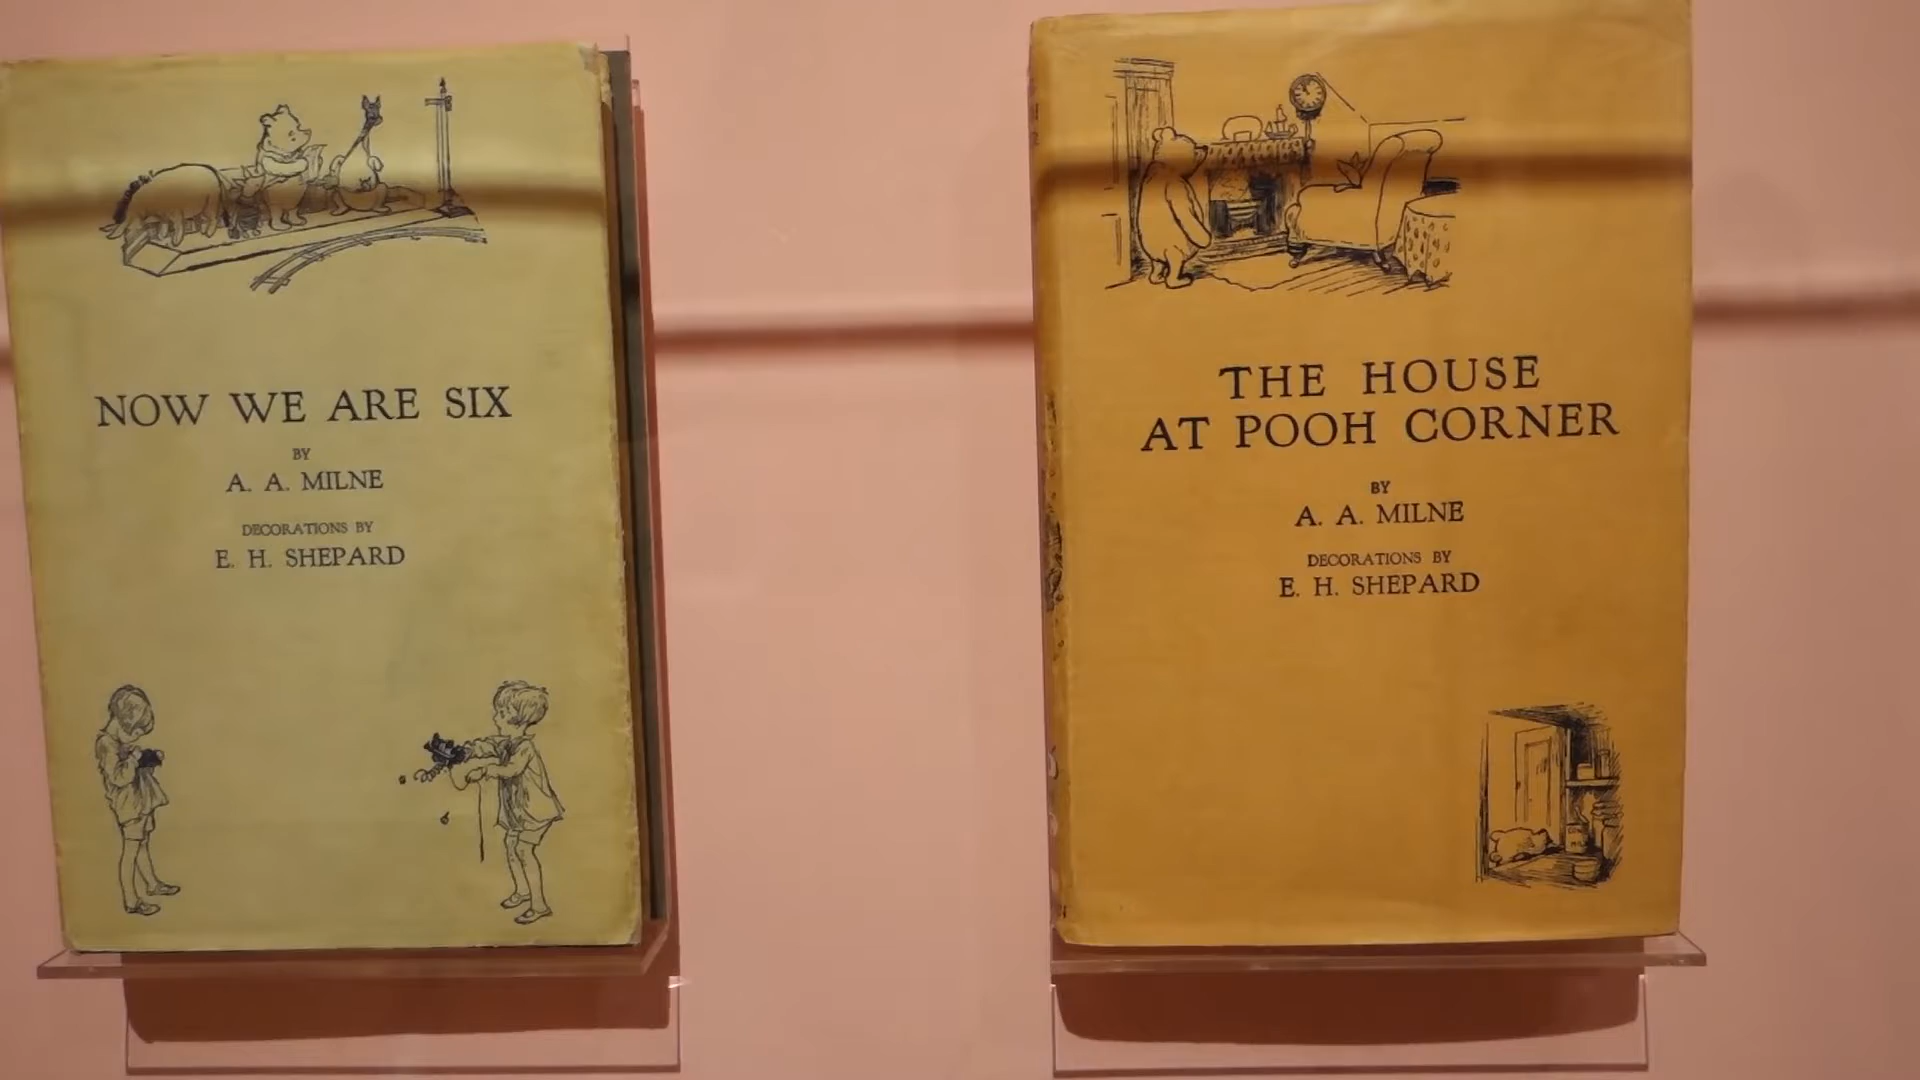 NOW WE ARE SIX
BY
A. A. MILNE
DECORATIONS BY
E. H. SHEPARD
THE HOUSE
AT POOH CORNER
BY
A. A. MILNE
DECORATIONS BY
E. H. SHEPARD